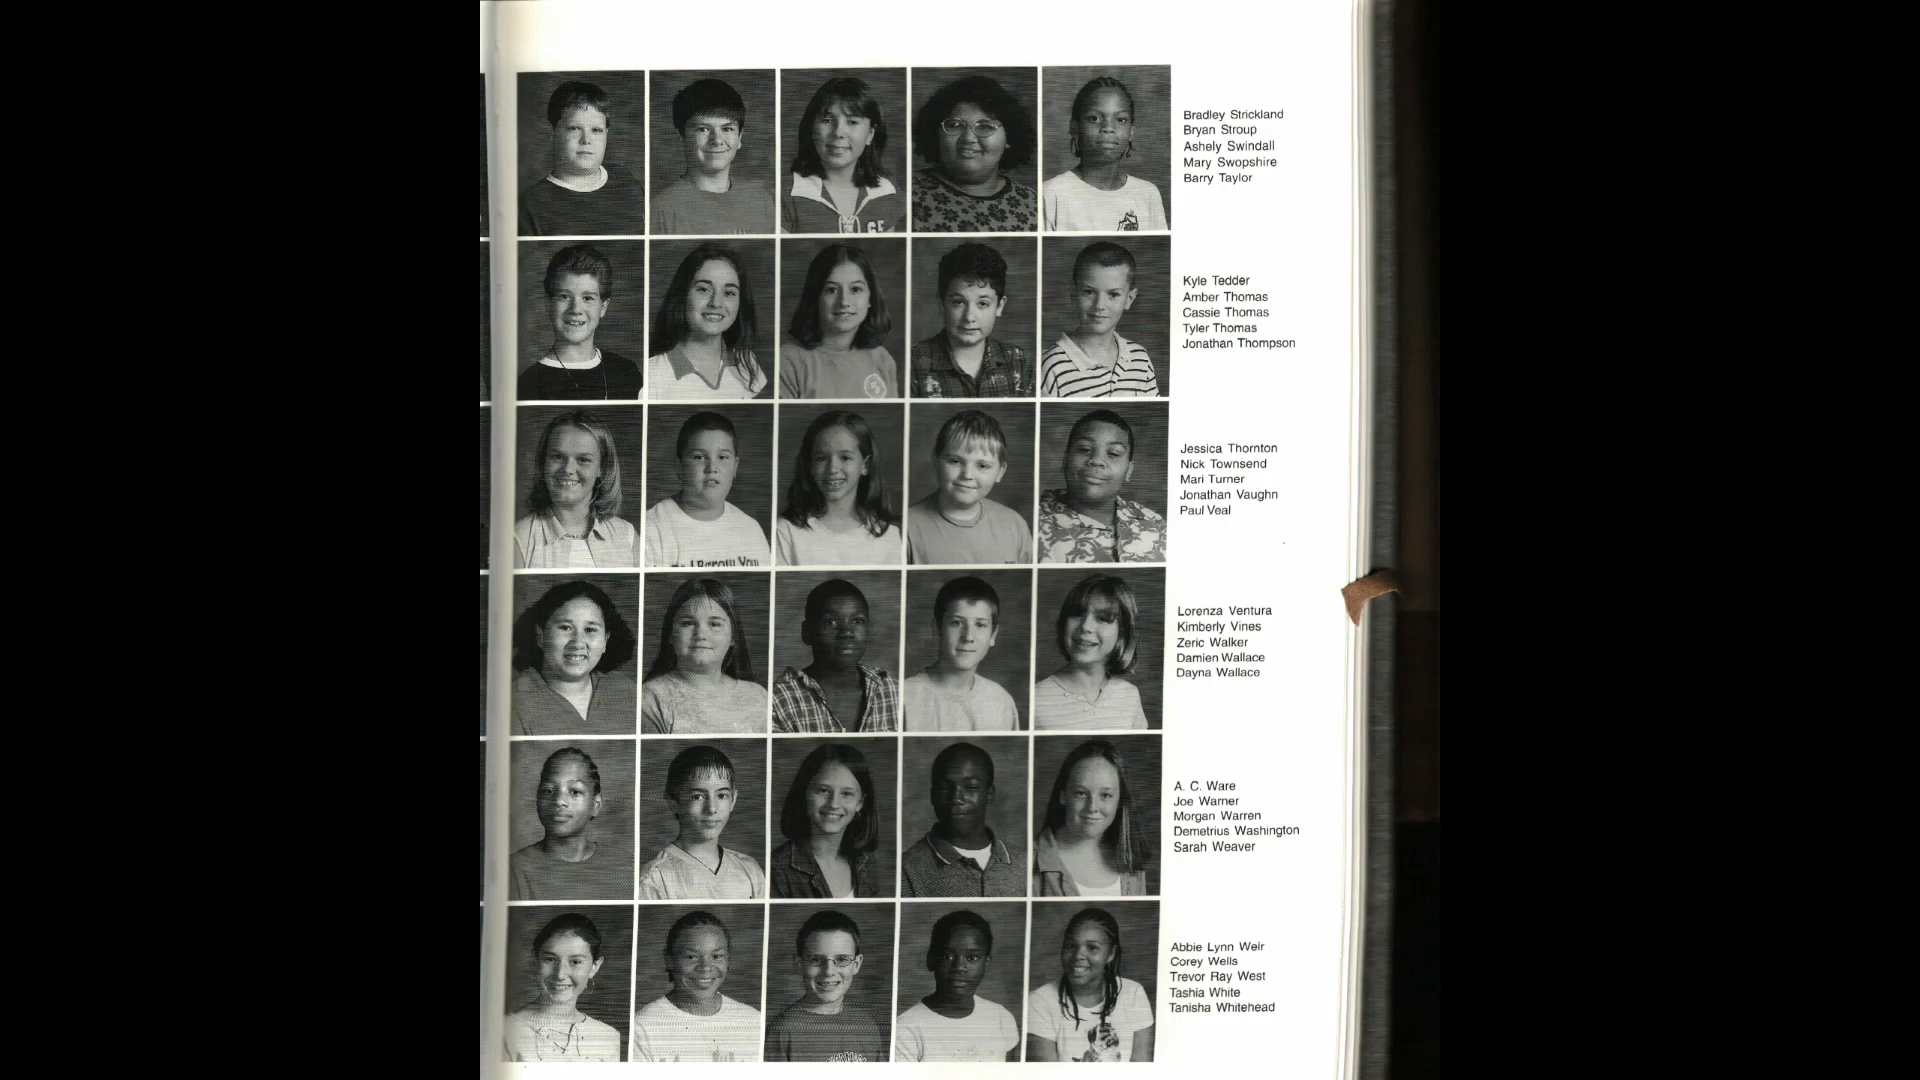 Bradley Strickland
Bryan Stroup
Ashely Swindall
Mary Swopshire
Barry Taylor
Kyle Tedder
Amber Thomas
Cassie Thomas
Tyler Thomas
Jonathan Thompson
Jessica Thornton
Nick Townsend
Mari Turner
Jonathan Vaughn
Paul Veal
Lorenza Ventura
Kimberly Vines
Zeric Walker
Damien Wallace
Dayna Wallace
A. C. Ware
Joe Warner
Morgan Warren
Demetrius Washington
Sarah Weaver
Abbie Lynn Weir
Corey Wells
Trevor Ray West
Tashia White
Tanisha Whitehead